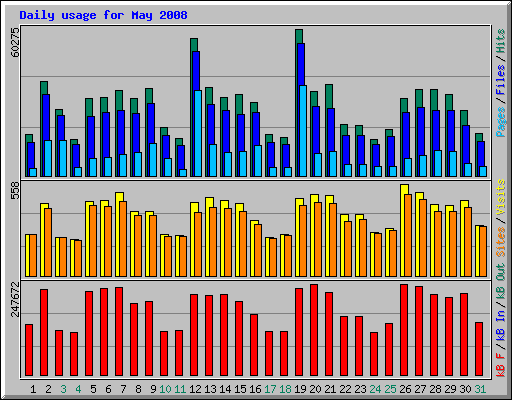 Daily usage for May 2008
60275
568
247672
Pages / Files / Hits
Sites / Visits
kB F / kB In / kB Out
1 2 3 4 5 6 7 8 9 10 11 12 13 14 15 16 17 18 19 20 21 22 23 24 25 26 27 28 29 30 31